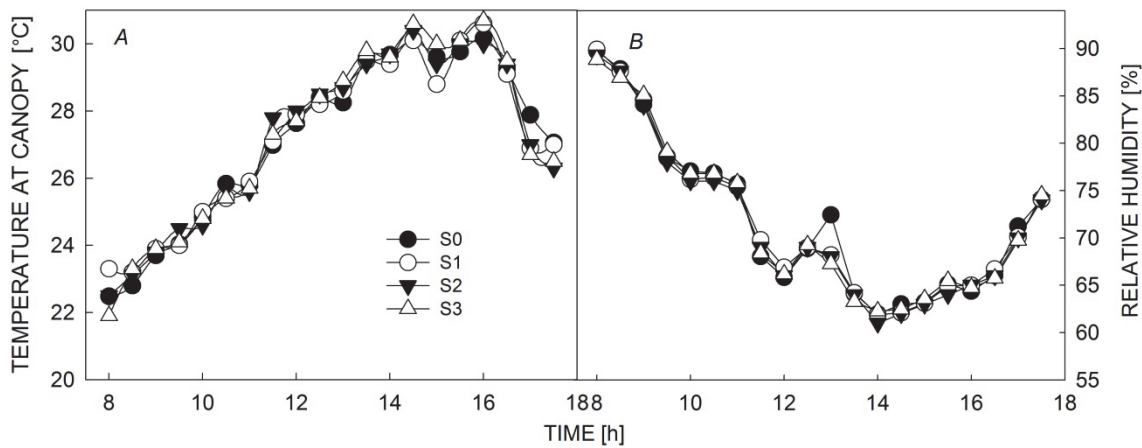 A
B
TEMPERATURE AT CANOPY [°C]
30
28
26
24
22
20
S0
S1
S2
S3
90
85
80
75
70
65
60
55
RELATIVE HUMIDITY [%]
8 10 12 14 16 18 8 10 12 14 16 18
TIME [h]